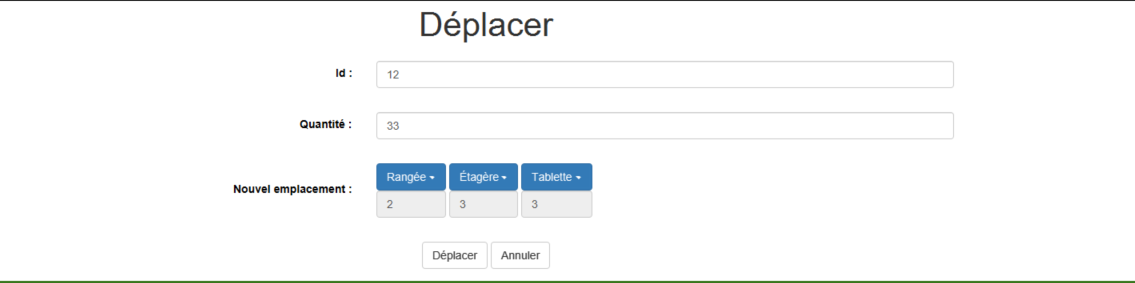 Déplacer
Id : 12
Quantité : 33
Rangée Étagère Tablette
Nouvel emplacement :
2 3 3
Déplacer Annuler